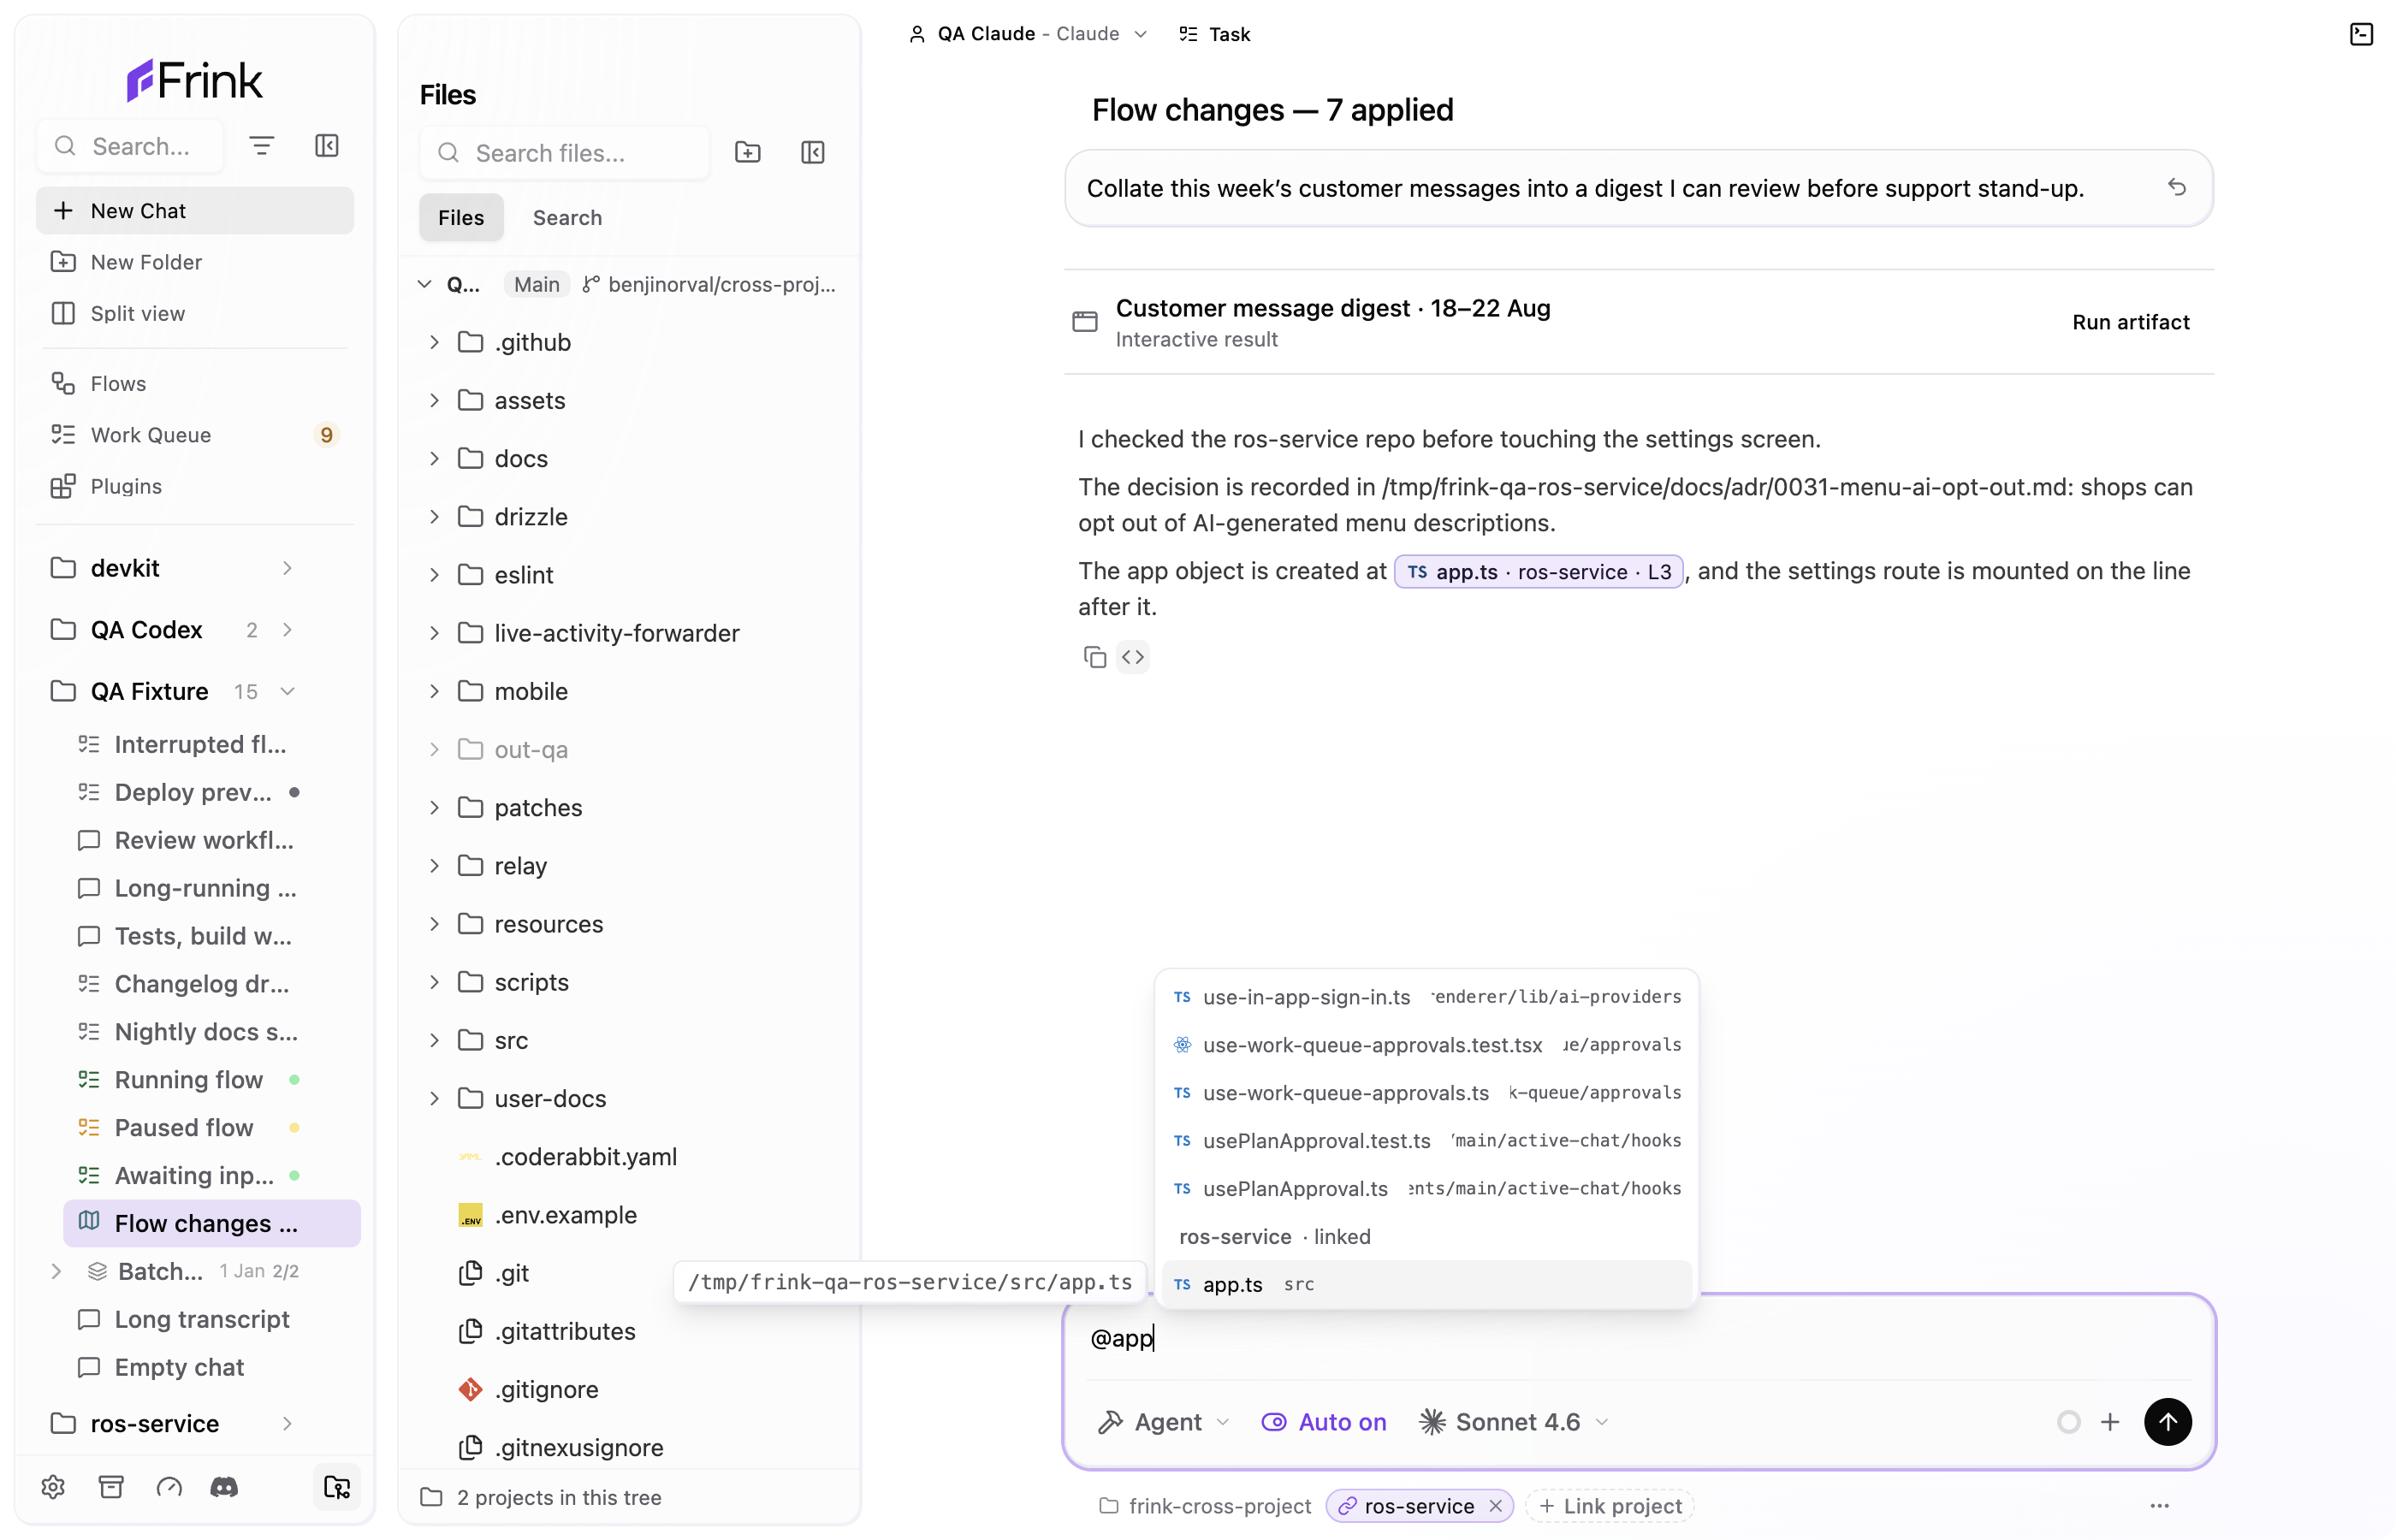 Frink
Search...
New Chat
New Folder
Split view
Flows
Work Queue 9
Plugins
devkit
QA Codex 2
QA Fixture 15
Interrupted fl...
Deploy prev...
Review workfl...
Long-running ...
Tests, build w...
Changelog dr...
Nightly docs s...
Running flow
Paused flow
Awaiting inp...
Flow changes ...
Batch... 1 Jan 2/2
Long transcript
Empty chat
ros-service
Files
Search files...
Files Search
Q... Main benjinorval/cross-proj...
.github
assets
docs
drizzle
eslint
live-activity-forwarder
mobile
out-qa
patches
relay
resources
scripts
src
user-docs
.coderabbit.yaml
.env.example
.git
.gitattributes
.gitignore
.gitnexusignore
2 projects in this tree
QA Claude - Claude Task
Flow changes — 7 applied
Collate this week’s customer messages into a digest I can review before support stand-up.
Customer message digest · 18–22 Aug
Interactive result
Run artifact
I checked the ros-service repo before touching the settings screen.
The decision is recorded in /tmp/frink-qa-ros-service/docs/adr/0031-menu-ai-opt-out.md: shops can
opt out of AI-generated menu descriptions.
The app object is created at TS app.ts · ros-service · L3, and the settings route is mounted on the line
after it.
TS use-in-app-sign-in.ts enderer/lib/ai-providers
use-work-queue-approvals.test.tsx ue/approvals
TS use-work-queue-approvals.ts k-queue/approvals
TS usePlanApproval.test.ts /main/active-chat/hooks
TS usePlanApproval.ts ents/main/active-chat/hooks
ros-service · linked
TS app.ts src
/tmp/frink-qa-ros-service/src/app.ts
@app
Agent Auto on Sonnet 4.6
frink-cross-project ros-service Link project